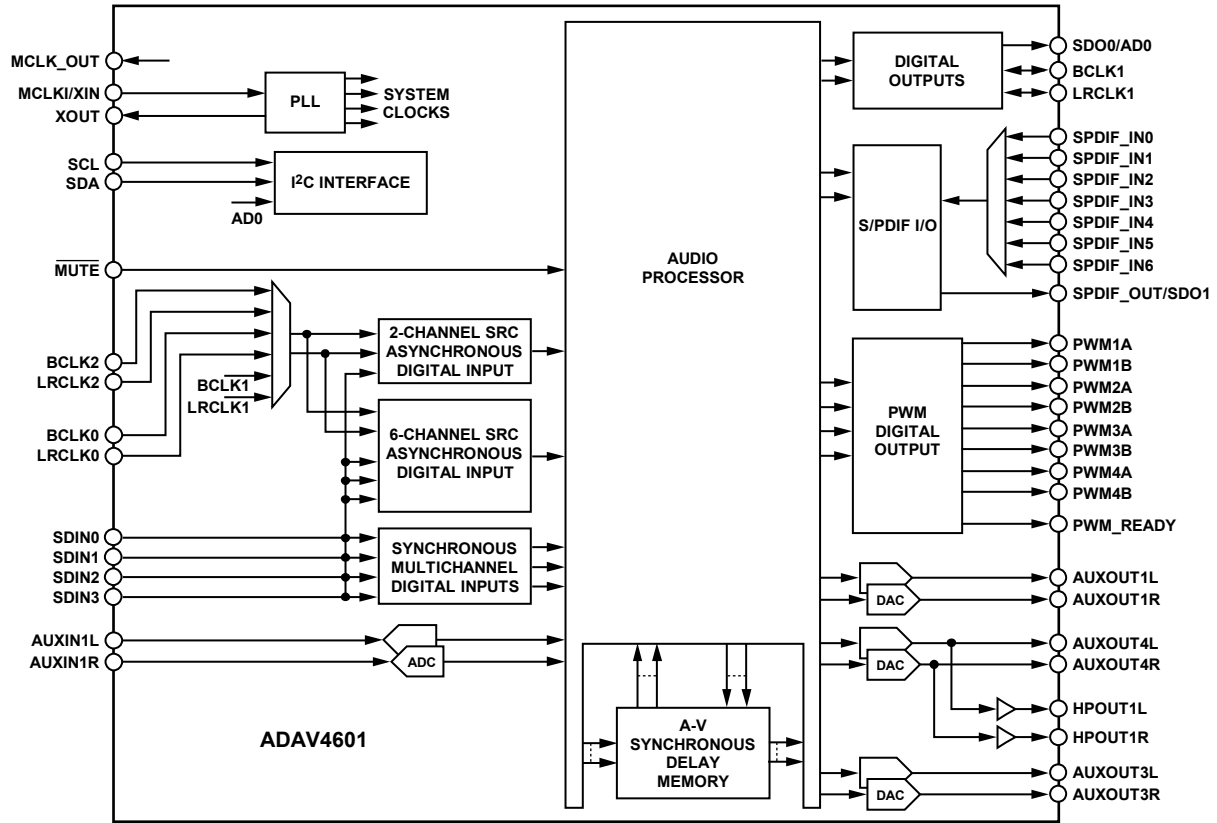 MCLK_OUT
MCLKI/XIN
XOUT
PLL
SYSTEM
CLOCKS
SCL
SDA
I²C INTERFACE
AD0
MUTE
BCLK2
LRCLK2
BCLK1
LRCLK1
BCLK0
LRCLK0
2-CHANNEL SRC
ASYNCHRONOUS
DIGITAL INPUT
6-CHANNEL SRC
ASYNCHRONOUS
DIGITAL INPUT
SDIN0
SDIN1
SDIN2
SDIN3
SYNCHRONOUS
MULTICHANNEL
DIGITAL INPUTS
AUXIN1L
AUXIN1R
ADC
ADAV4601
AUDIO
PROCESSOR
A-V
SYNCHRONOUS
DELAY
MEMORY
DIGITAL
OUTPUTS
SDO0/AD0
BCLK1
LRCLK1
S/PDIF I/O
SPDIF_IN0
SPDIF_IN1
SPDIF_IN2
SPDIF_IN3
SPDIF_IN4
SPDIF_IN5
SPDIF_IN6
SPDIF_OUT/SDO1
PWM
DIGITAL
OUTPUT
PWM1A
PWM1B
PWM2A
PWM2B
PWM3A
PWM3B
PWM4A
PWM4B
PWM_READY
DAC
AUXOUT1L
AUXOUT1R
DAC
AUXOUT4L
AUXOUT4R
HPOUT1L
HPOUT1R
DAC
AUXOUT3L
AUXOUT3R